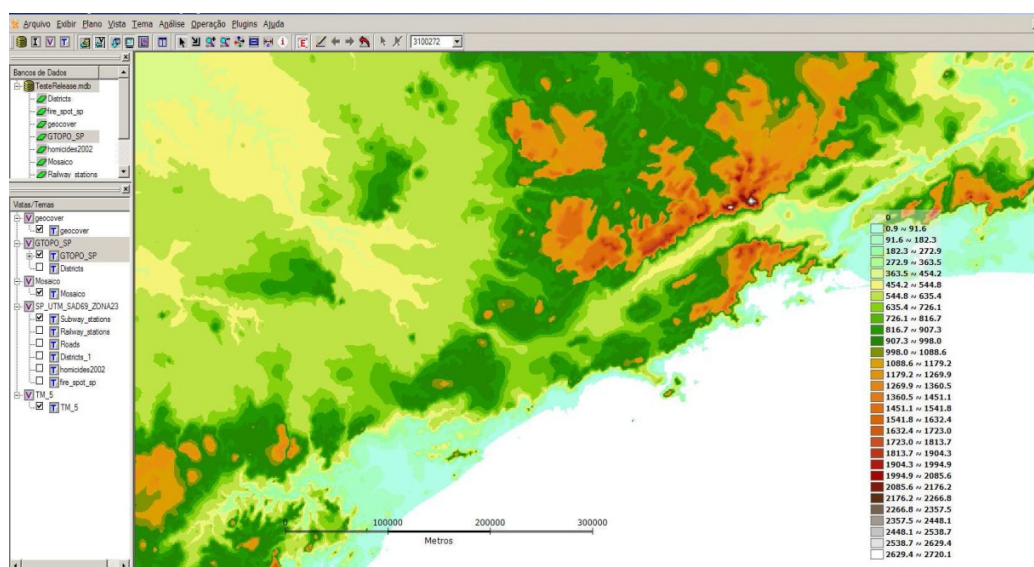 Arquivo Exibir Plano Vista Tema Análise Operação Plugins Ajuda
3100272
Bancos de Dados
TesteRelease.mdb
Districts
fire_spot_sp
geocover
GTOPO_SP
homicides2002
Mosaico
Railway_stations
Vistas/Temas
geocover
geocover
GTOPO_SP
GTOPO_SP
Districts
Mosaico
Mosaico
SP_UTM_SAD69_ZONA23
Subway_stations
Railway_stations
Roads
Districts_1
homicides2002
fire_spot_sp
TM_5
TM_5
0
0.9 ~ 91.6
91.6 ~ 182.3
182.3 ~ 272.9
272.9 ~ 363.5
363.5 ~ 454.2
454.2 ~ 544.8
544.8 ~ 635.4
635.4 ~ 726.1
726.1 ~ 816.7
816.7 ~ 907.3
907.3 ~ 998.0
998.0 ~ 1088.6
1088.6 ~ 1179.2
1179.2 ~ 1269.9
1269.9 ~ 1360.5
1360.5 ~ 1451.1
1451.1 ~ 1541.8
1541.8 ~ 1632.4
1632.4 ~ 1723.0
1723.0 ~ 1813.7
1813.7 ~ 1904.3
1904.3 ~ 1994.9
1994.9 ~ 2085.6
2085.6 ~ 2176.2
2176.2 ~ 2266.8
2266.8 ~ 2357.5
2357.5 ~ 2448.1
2448.1 ~ 2538.7
2538.7 ~ 2629.4
2629.4 ~ 2720.1
0 100000 200000 300000
Metros